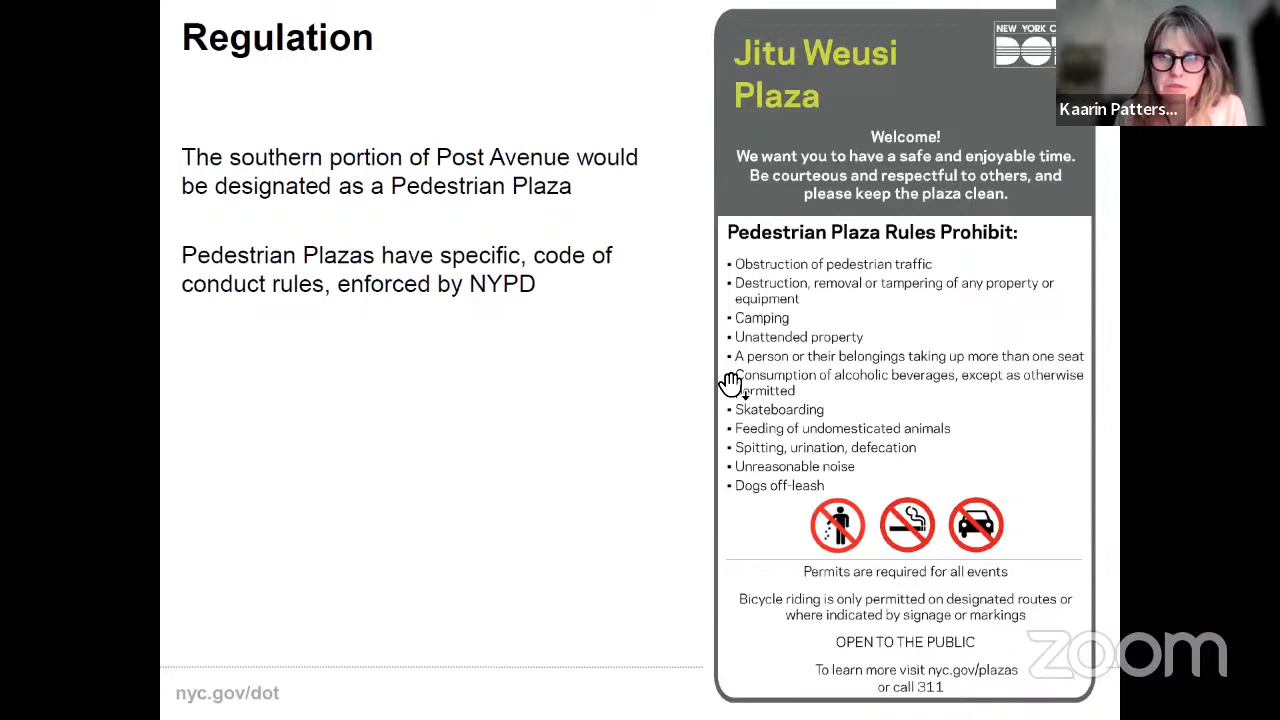 Regulation
The southern portion of Post Avenue would
be designated as a Pedestrian Plaza
Pedestrian Plazas have specific, code of
conduct rules, enforced by NYPD
nyc.gov/dot
Jitu Weusi
Plaza
NEW YORK C
DO
Welcome!
We want you to have a safe and enjoyable time.
Be courteous and respectful to others, and
please keep the plaza clean.
Pedestrian Plaza Rules Prohibit:
▪ Obstruction of pedestrian traffic
▪ Destruction, removal or tampering of any property or
equipment
▪ Camping
▪ Unattended property
▪ A person or their belongings taking up more than one seat
Consumption of alcoholic beverages, except as otherwise
permitted
▪ Skateboarding
▪ Feeding of undomesticated animals
▪ Spitting, urination, defecation
▪ Unreasonable noise
▪ Dogs off-leash
Permits are required for all events
Bicycle riding is only permitted on designated routes or
where indicated by signage or markings
OPEN TO THE PUBLIC
To learn more visit nyc.gov/plazas
or call 311
Kaarin Patters...
zoom